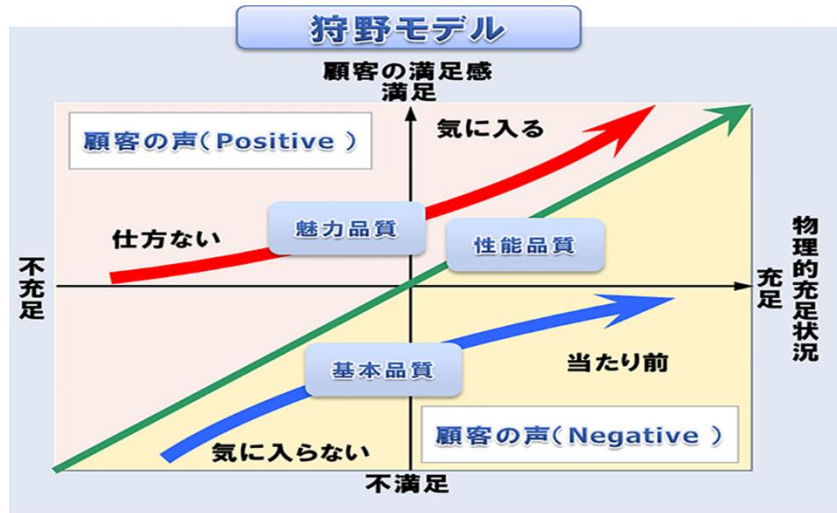 狩野モデル
顧客の満足感
満足
顧客の声(Positive )
気に入る
仕方ない
魅力品質
性能品質
不充足
充足
物理的充足状況
基本品質
当たり前
気に入らない
顧客の声(Negative )
不満足